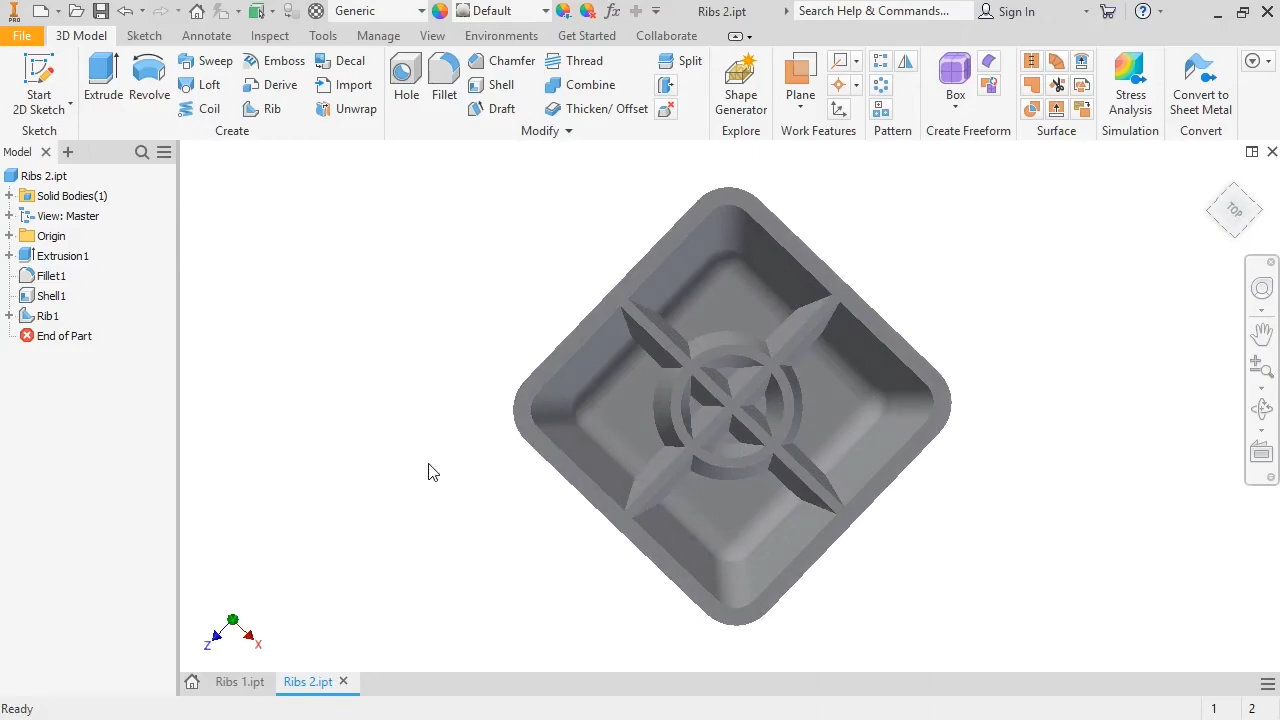 PRO
Generic
Default
fx
Ribs 2.ipt
Search Help & Commands...
Sign In
File
3D Model
Sketch
Annotate
Inspect
Tools
Manage
View
Environments
Get Started
Collaborate
Start
2D Sketch
Extrude
Revolve
Sweep
Emboss
Decal
Loft
Derive
Import
Coil
Rib
Unwrap
Hole
Fillet
Chamfer
Thread
Split
Shell
Combine
Draft
Thicken/ Offset
Shape
Generator
Plane
Box
Stress
Analysis
Convert to
Sheet Metal
Sketch
Create
Modify
Explore
Work Features
Pattern
Create Freeform
Surface
Simulation
Convert
Model
Ribs 2.ipt
Solid Bodies(1)
View: Master
Origin
Extrusion1
Fillet1
Shell1
Rib1
End of Part
TOP
Z
X
Ribs 1.ipt
Ribs 2.ipt
Ready
1
2